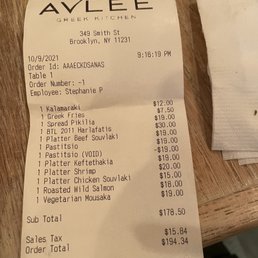 AVLEE
GREEK KITCHEN
349 Smith St
Brooklyn, NY 11231
10/9/2021 9:16:19 PM
Order Id: AAAECKDSANAS
Table 1
Order Number: -1
Employee: Stephanie P
1 Kalamaraki $12.00
1 Greek Fries $7.50
1 Spread Pikilia $19.00
1 BTL 2011 Harlaftis $30.00
1 Platter Beef Souvlaki $19.00
1 Pastitsio $19.00
1 Pastitsio (VOID) $19.00
1 Platter Keftethakia $19.00
1 Platter Shrimp $20.00
1 Platter Chicken Souvlaki $15.00
1 Roasted Wild Salmon $18.00
1 Vegetarian Mousaka $19.00
Sub Total $178.50
Sales Tax $15.84
Order Total $194.34